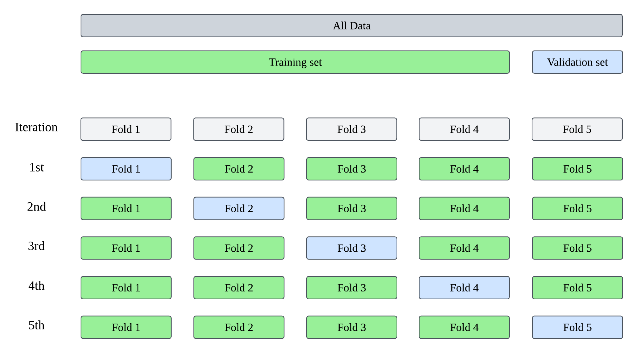 All Data
Training set Validation set
Iteration Fold 1 Fold 2 Fold 3 Fold 4 Fold 5
1st Fold 1 Fold 2 Fold 3 Fold 4 Fold 5
2nd Fold 1 Fold 2 Fold 3 Fold 4 Fold 5
3rd Fold 1 Fold 2 Fold 3 Fold 4 Fold 5
4th Fold 1 Fold 2 Fold 3 Fold 4 Fold 5
5th Fold 1 Fold 2 Fold 3 Fold 4 Fold 5